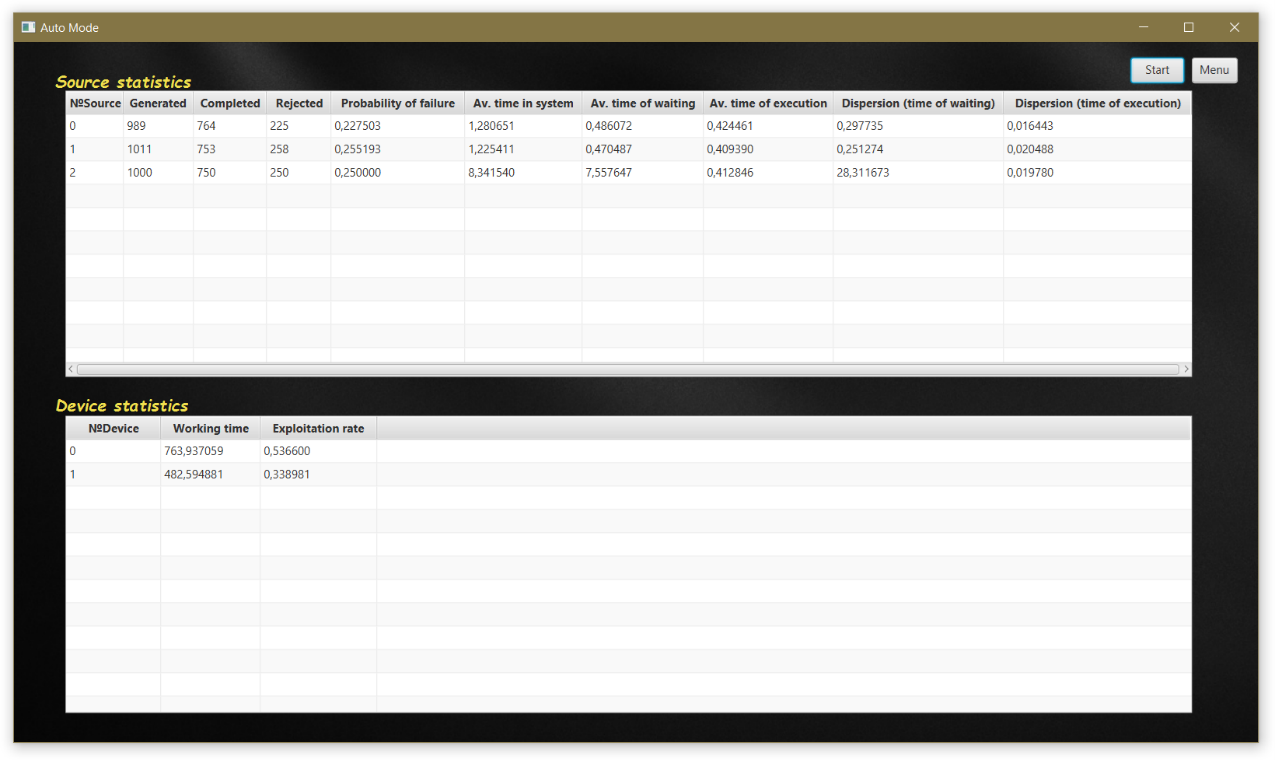 Auto Mode
Start Menu
Source statistics
№Source Generated Completed Rejected Probability of failure Av. time in system Av. time of waiting Av. time of execution Dispersion (time of waiting) Dispersion (time of execution)
0 989 764 225 0,227503 1,280651 0,486072 0,424461 0,297735 0,016443
1 1011 753 258 0,255193 1,225411 0,470487 0,409390 0,251274 0,020488
2 1000 750 250 0,250000 8,341540 7,557647 0,412846 28,311673 0,019780
Device statistics
№Device Working time Exploitation rate
0 763,937059 0,536600
1 482,594881 0,338981